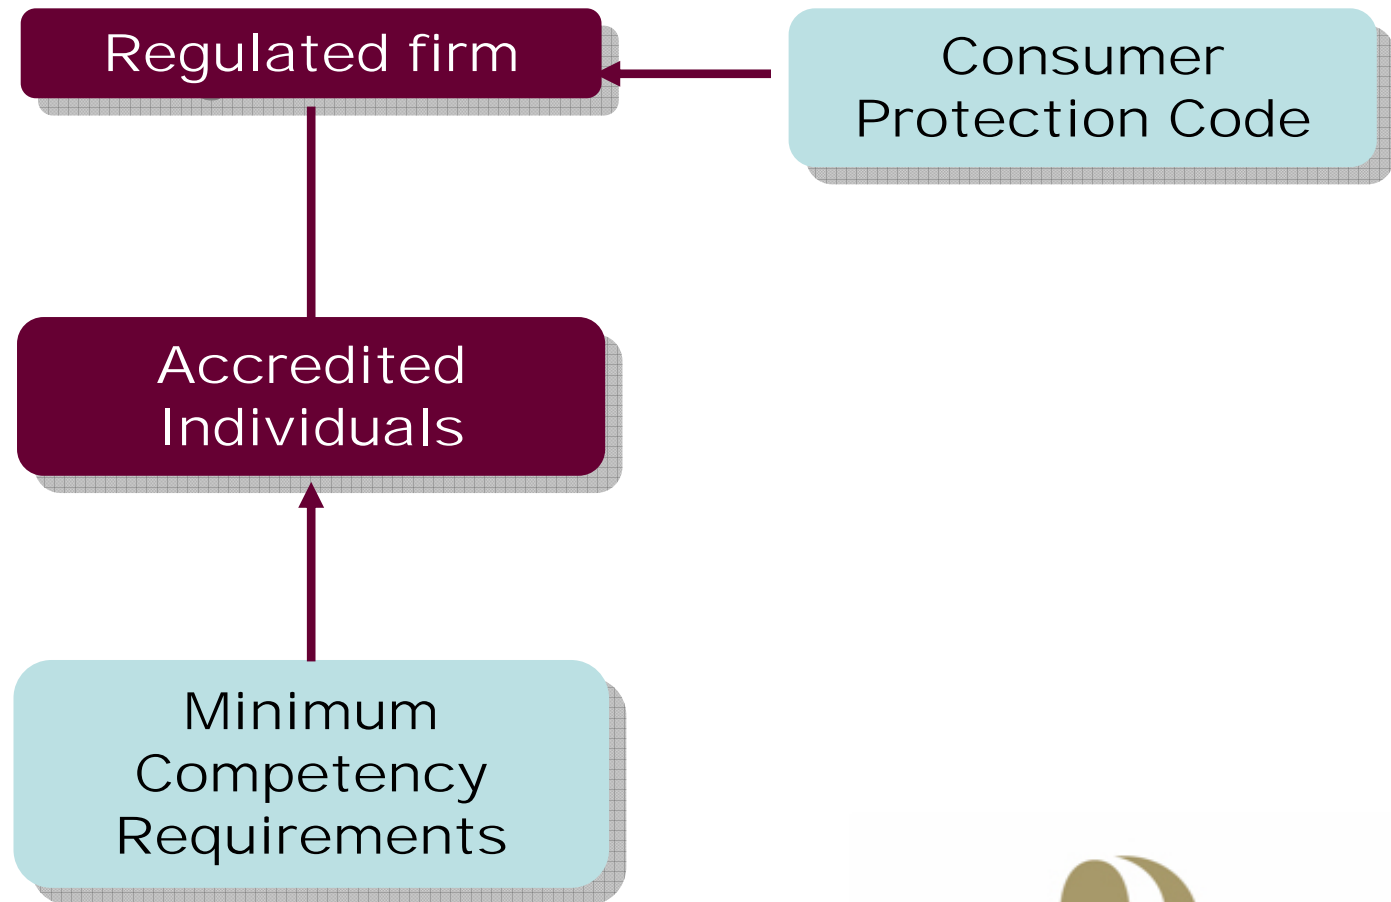 Regulated firm
Consumer
Protection Code
Accredited
Individuals
Minimum
Competency
Requirements